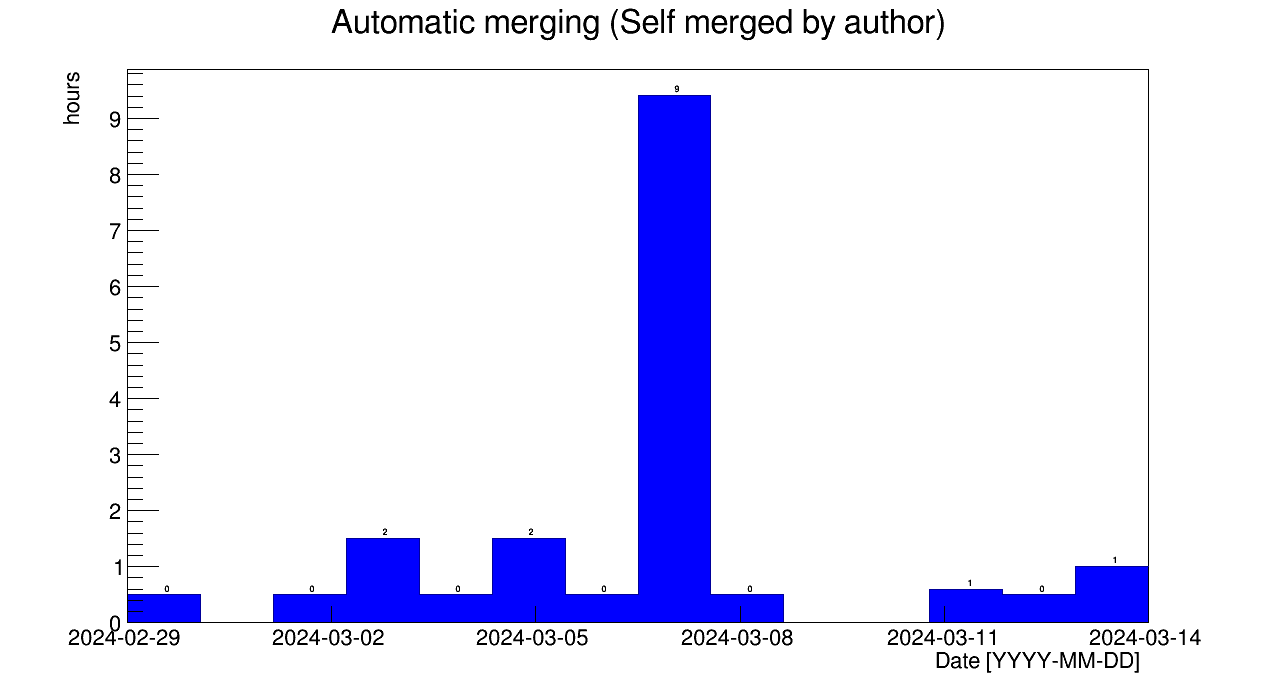 Automatic merging (Self merged by author)
hours
9
8
7
6
5
4
3
2
1
0
0 0 2 0 2 0 9 0 1 0 1
2024-02-29 2024-03-02 2024-03-05 2024-03-08 2024-03-11 2024-03-14
Date [YYYY-MM-DD]